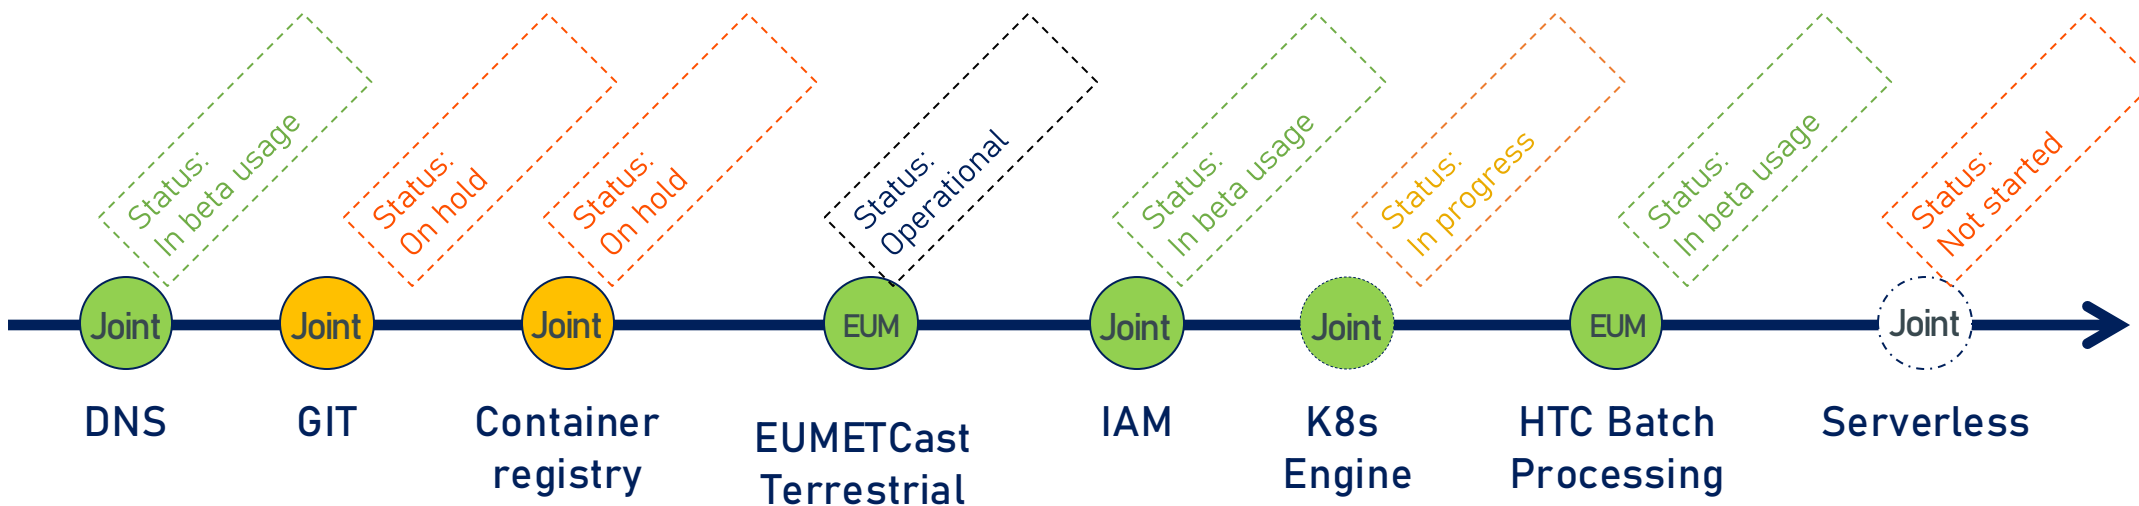 Status:
In beta usage
Status:
On hold
Status:
On hold
Status:
Operational
Status:
In beta usage
Status:
In progress
Status:
In beta usage
Status:
Not started
Joint
Joint
Joint
EUM
Joint
Joint
EUM
Joint
DNS
GIT
Container
registry
EUMETCast
Terrestrial
IAM
K8s
Engine
HTC Batch
Processing
Serverless